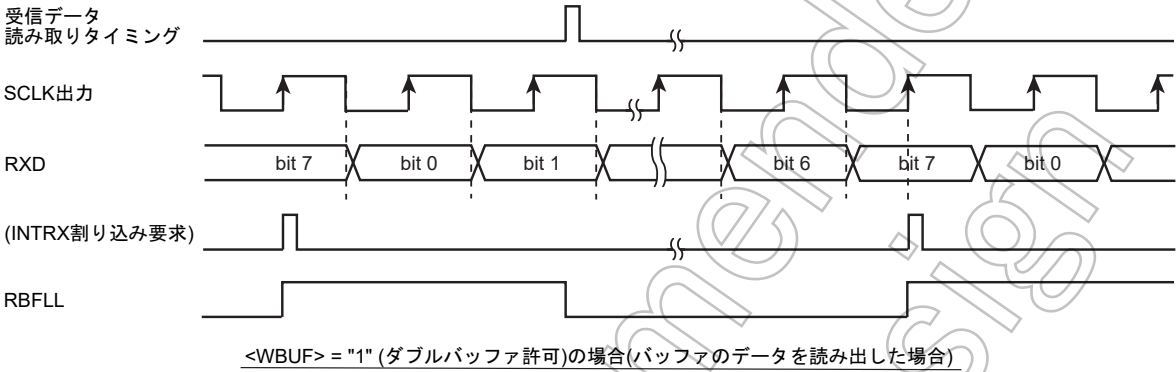 受信データ
読み取りタイミング
SCLK出力
RXD bit 7 bit 0 bit 1 bit 6 bit 7 bit 0
(INTRX割り込み要求)
RBFLL
<WBUF> = "1" (ダブルバッファ許可)の場合(バッファのデータを読み出した場合)